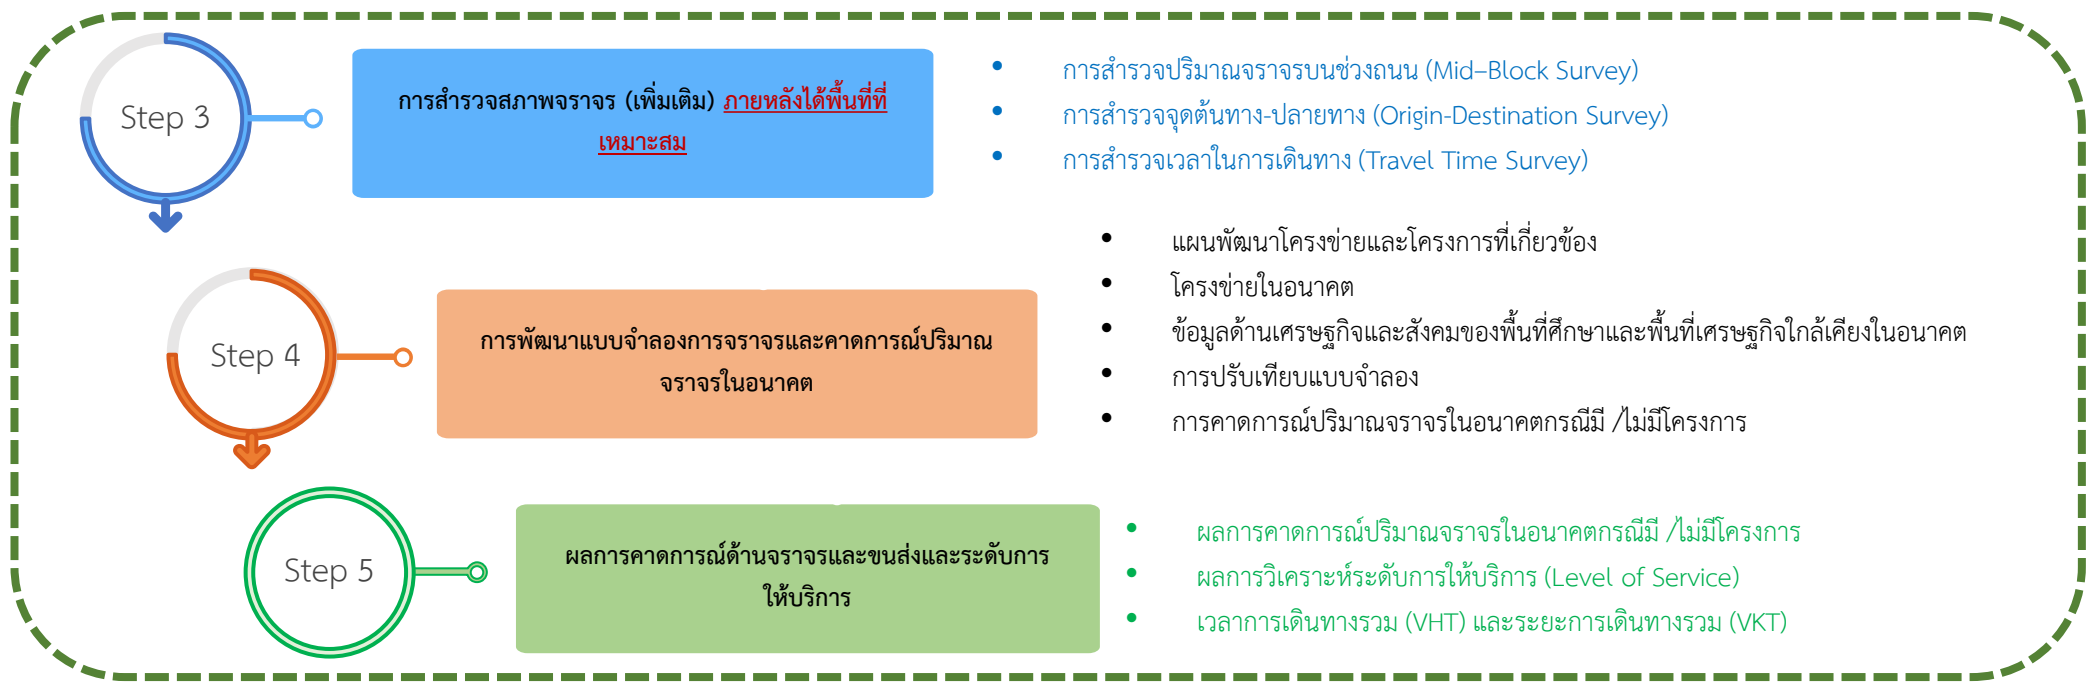 Step 3
การสำรวจสภาพจราจร (เพิ่มเติม) ภายหลังได้พื้นที่ที่
เหมาะสม
• การสำรวจปริมาณจราจรบนช่วงถนน (Mid–Block Survey)
• การสำรวจจุดต้นทาง-ปลายทาง (Origin-Destination Survey)
• การสำรวจเวลาในการเดินทาง (Travel Time Survey)
Step 4
การพัฒนาแบบจำลองการจราจรและคาดการณ์ปริมาณ
จราจรในอนาคต
• แผนพัฒนาโครงข่ายและโครงการที่เกี่ยวข้อง
• โครงข่ายในอนาคต
• ข้อมูลด้านเศรษฐกิจและสังคมของพื้นที่ศึกษาและพื้นที่เศรษฐกิจใกล้เคียงในอนาคต
• การปรับเทียบแบบจำลอง
• การคาดการณ์ปริมาณจราจรในอนาคตกรณีมี /ไม่มีโครงการ
Step 5
ผลการคาดการณ์ด้านจราจรและขนส่งและระดับการ
ให้บริการ
• ผลการคาดการณ์ปริมาณจราจรในอนาคตกรณีมี /ไม่มีโครงการ
• ผลการวิเคราะห์ระดับการให้บริการ (Level of Service)
• เวลาการเดินทางรวม (VHT) และระยะการเดินทางรวม (VKT)